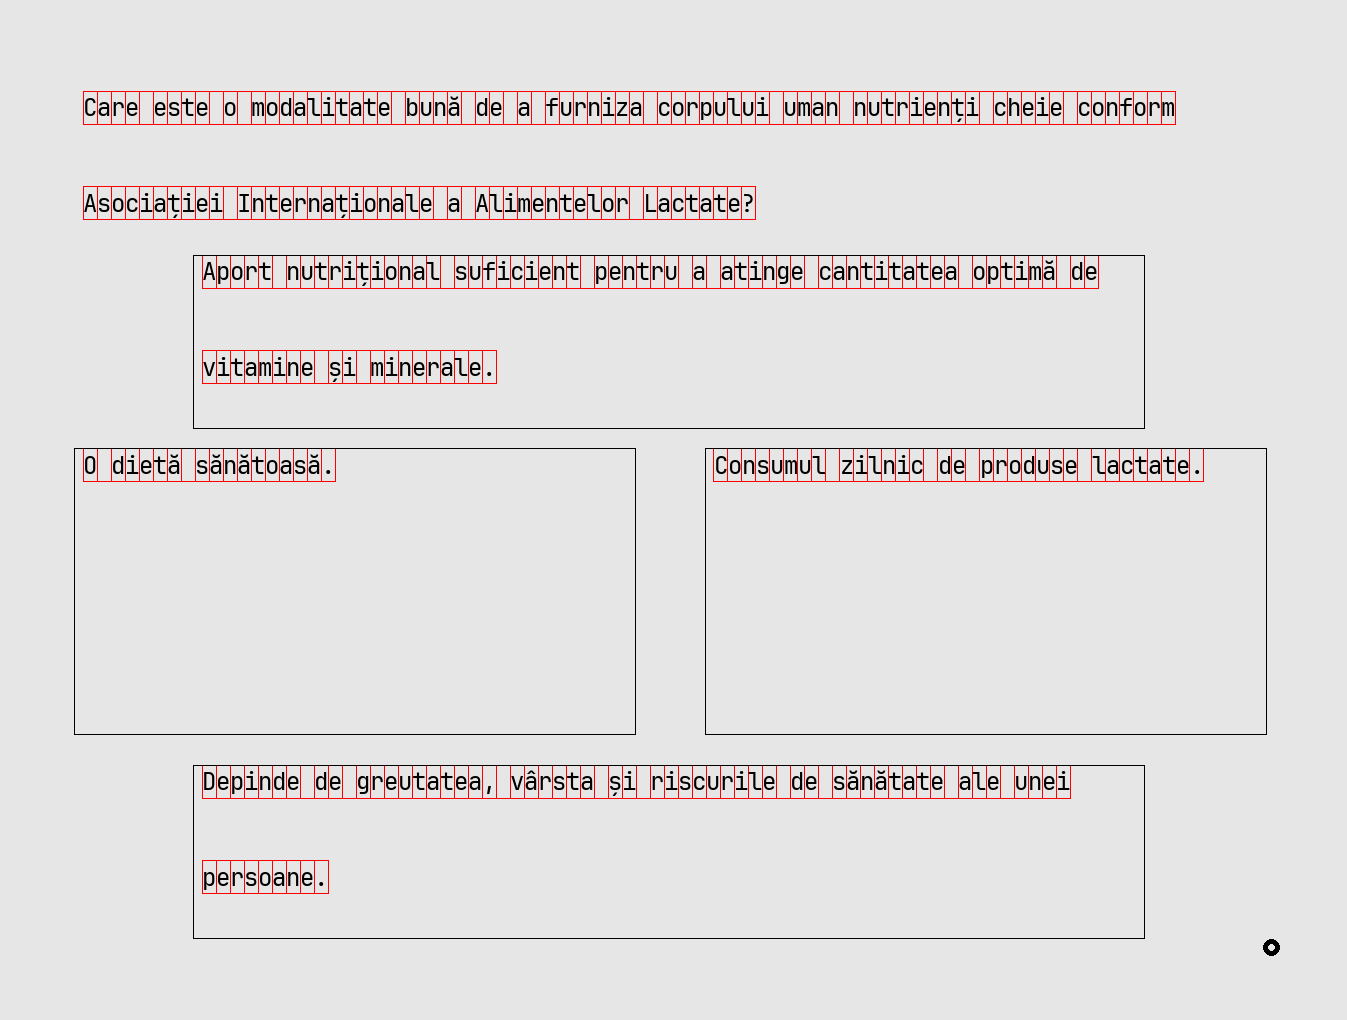 Care este o modalitate bună de a furniza corpului uman nutrienți cheie conform
Asociației Internaționale a Alimentelor Lactate?
Aport nutrițional suficient pentru a atinge cantitatea optimă de
vitamine și minerale.
O dietă sănătoasă.
Consumul zilnic de produse lactate.
Depinde de greutatea, vârsta și riscurile de sănătate ale unei
persoane.